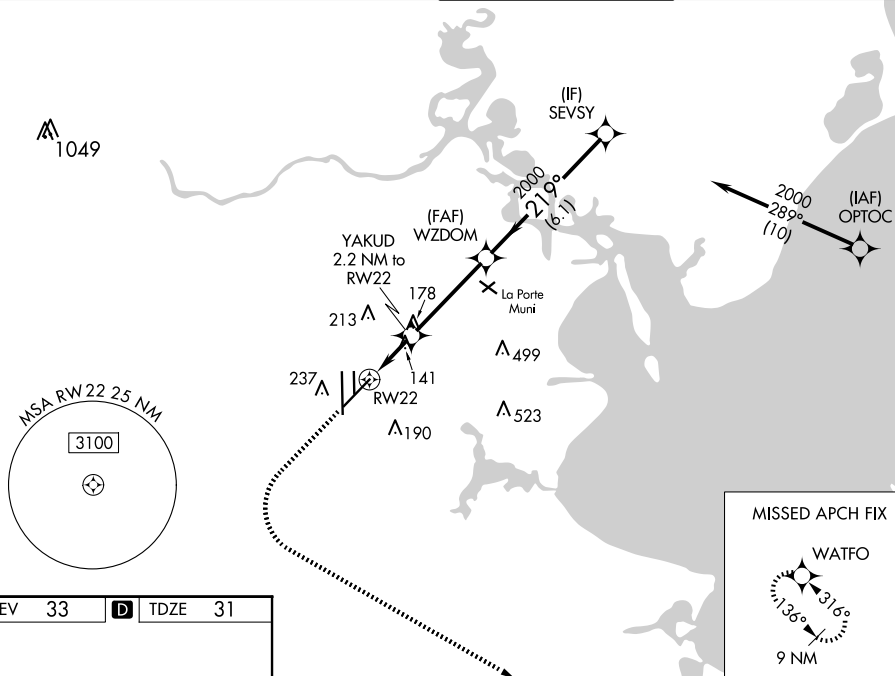 1049
(IF)
SEVSY
2000
219°
(6.1)
2000
289°
(10)
(IAF)
OPTOC
(FAF)
WZDOM
YAKUD
2.2 NM to
RW22
178
La Porte
Muni
213
499
141
237
RW22
523
190
MSA RW 22 25 NM
3100
MISSED APCH FIX
WATFO
136°
316°
9 NM
EV 33 D TDZE 31